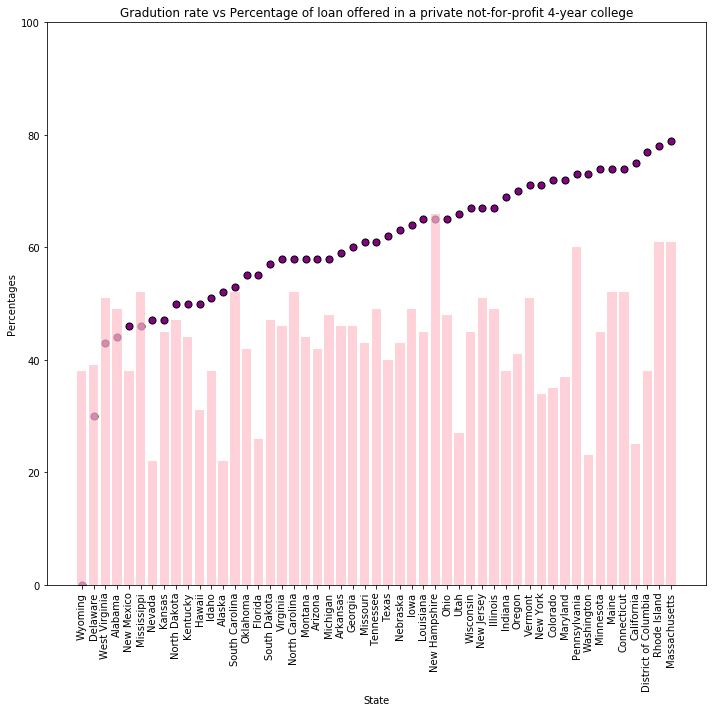 Gradution rate vs Percentage of loan offered in a private not-for-profit 4-year college
100
80
60
40
20
0
Percentages
Wyoming
Delaware
West Virginia
Alabama
New Mexico
Mississippi
Nevada
Kansas
North Dakota
Kentucky
Hawaii
Idaho
Alaska
South Carolina
Oklahoma
Florida
South Dakota
Virginia
North Carolina
Montana
Arizona
Michigan
Arkansas
Georgia
Missouri
Tennessee
Texas
Nebraska
Iowa
Louisiana
New Hampshire
Ohio
Utah
Wisconsin
New Jersey
Illinois
Indiana
Oregon
Vermont
New York
Colorado
Maryland
Pennsylvania
Washington
Minnesota
Maine
Connecticut
California
District of Columbia
Rhode Island
Massachusetts
State